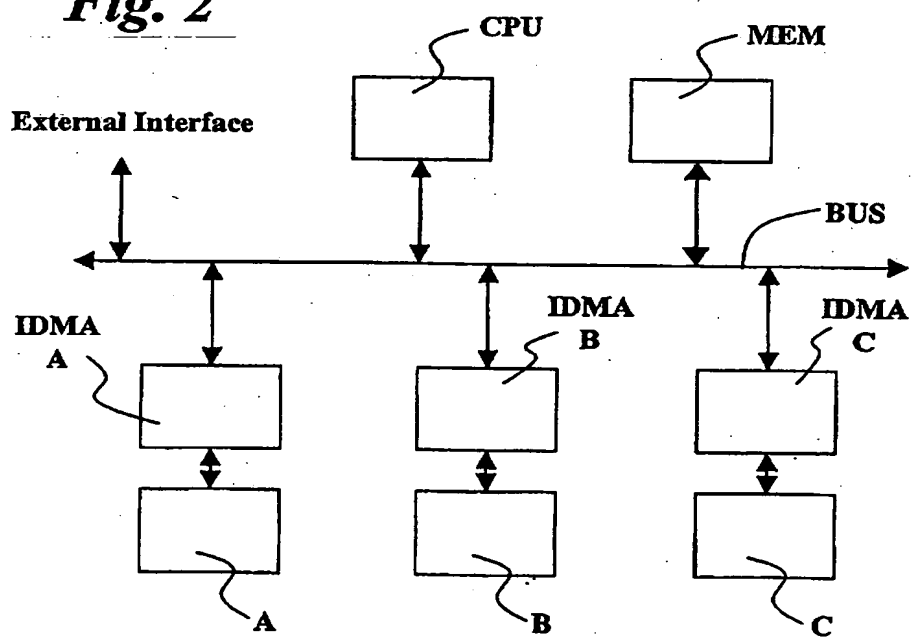 Fig. 2
CPU
MEM
External Interface
BUS
IDMA
A
IDMA
B
IDMA
C
A
B
C